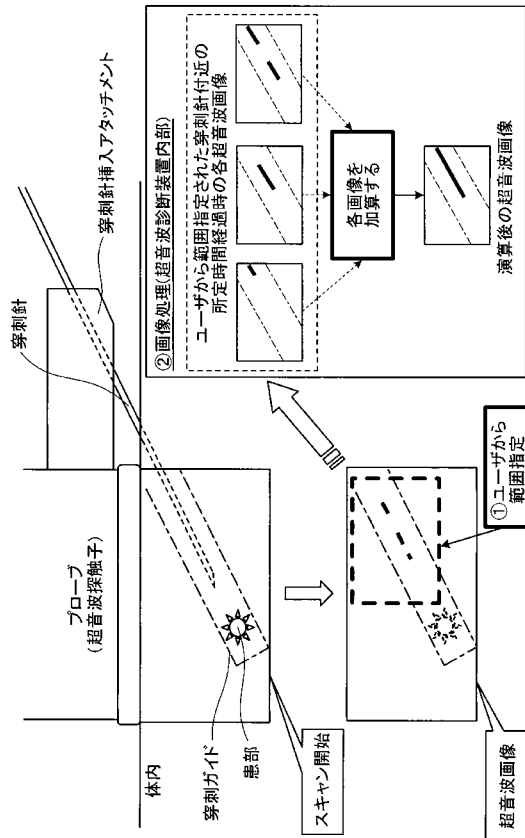 プローブ
(超音波探触子)
穿刺針
穿刺針挿入アタッチメント
体内
穿刺ガイド
患部
スキャン開始
超音波画像
①ユーザから
範囲指定
②画像処理(超音波診断装置内部)
ユーザから範囲指定された穿刺針付近の
所定時間経過時の各超音波画像
各画像を
加算する
演算後の超音波画像